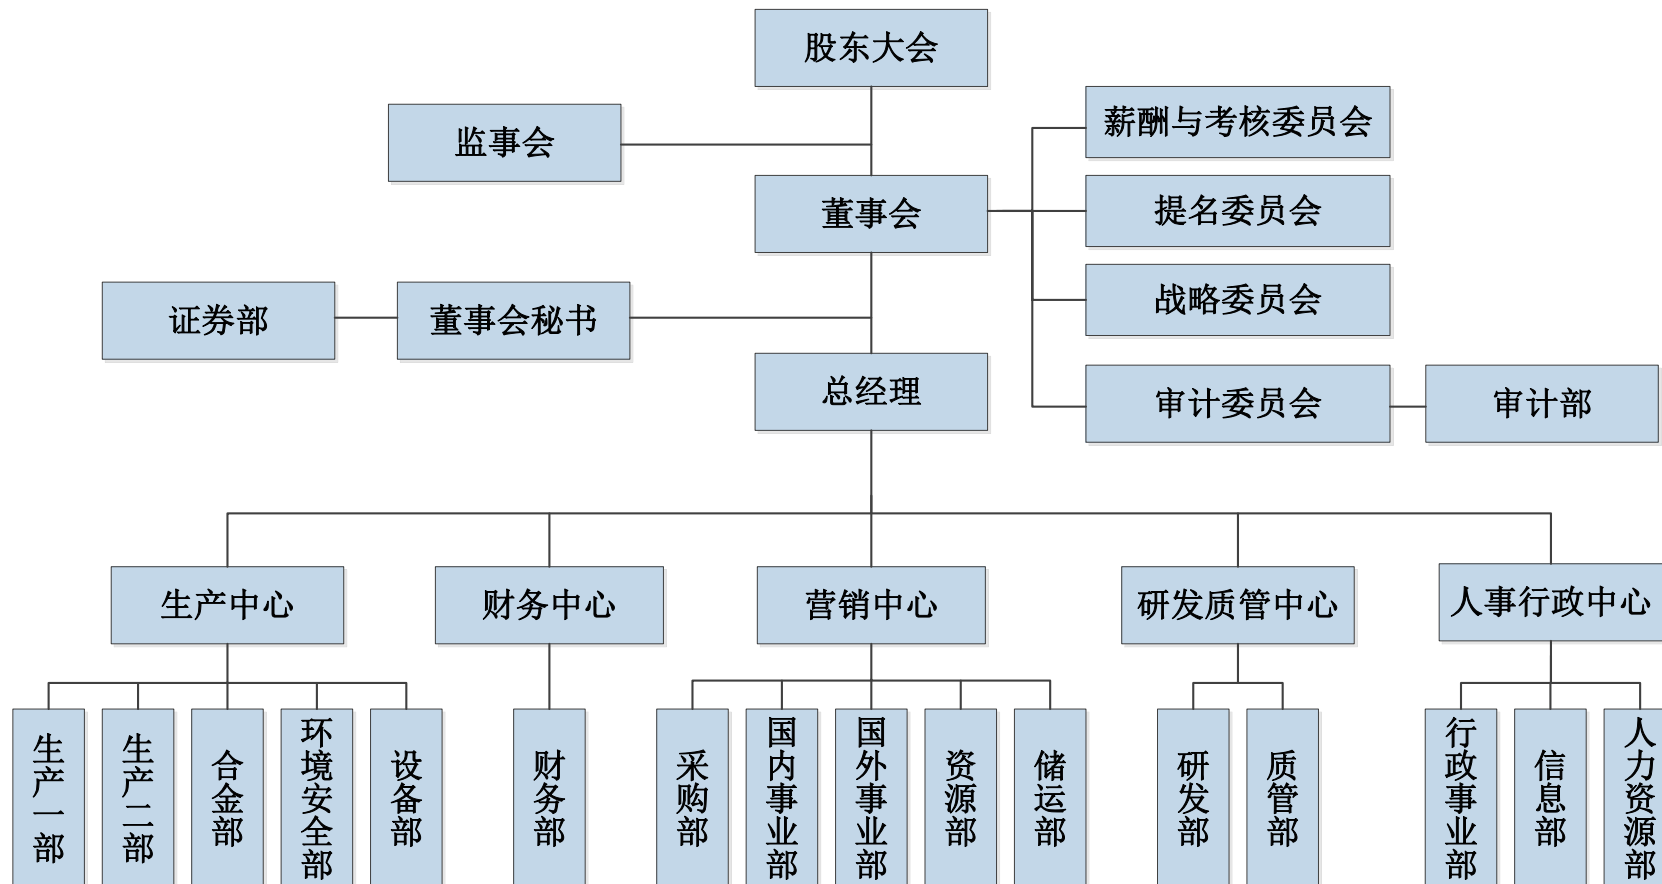 股东大会
监事会
薪酬与考核委员会
董事会
提名委员会
战略委员会
证券部
董事会秘书
总经理
审计委员会
审计部
生产中心
财务中心
营销中心
研发质管中心
人事行政中心
生产一部
生产二部
合金部
环境安全部
设备部
财务部
采购部
国内事业部
国外事业部
资源部
储运部
研发部
质管部
行政事业部
信息部
人力资源部